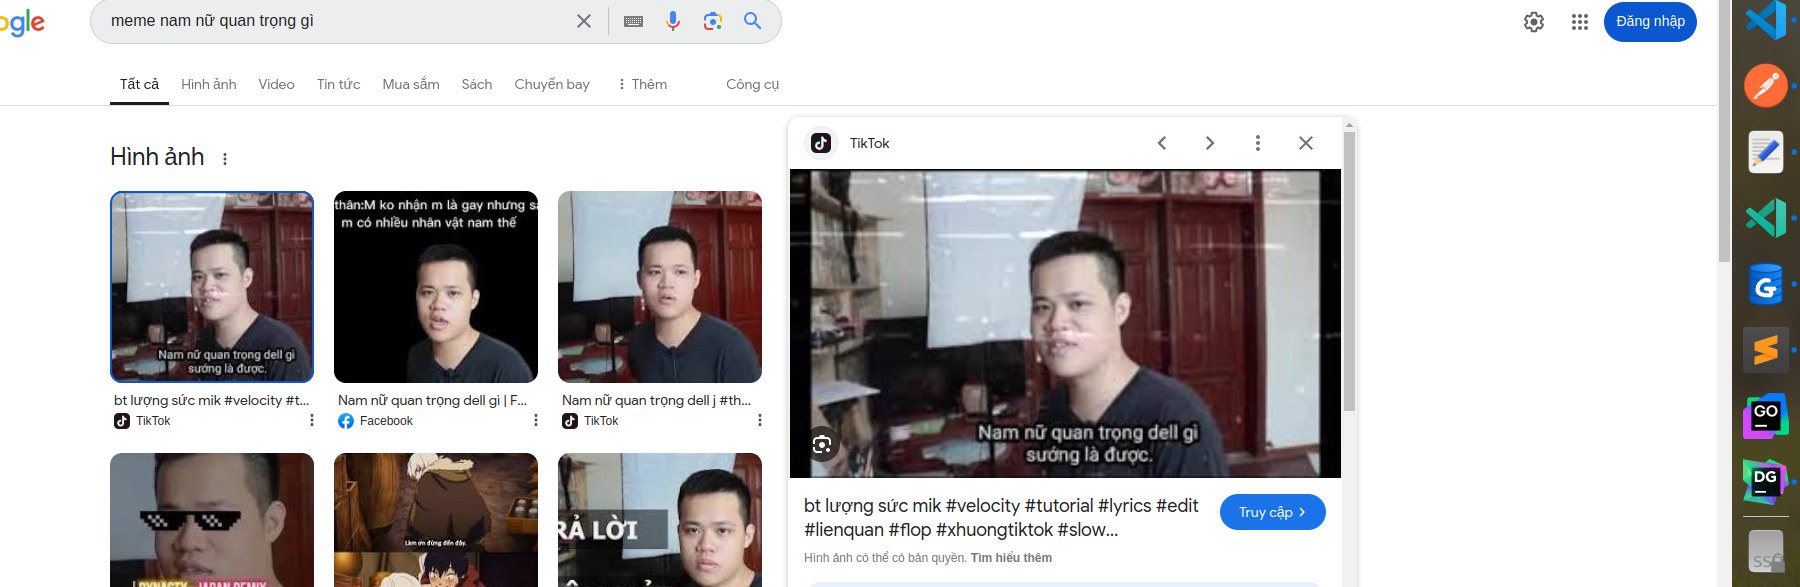 ogle
meme nam nữ quan trọng gì
Đăng nhập
Tất cả
Hình ảnh
Video
Tin tức
Mua sắm
Sách
Chuyến bay
Thêm
Công cụ
Hình ảnh
Nam nữ quan trọng dell gì
sướng là được.
bt lượng sức mik #velocity #t...
TikTok
thân:M ko nhận m là gay nhưng sa
m có nhiều nhân vật nam thế
Nam nữ quan trọng dell gì | F...
Facebook
Nam nữ quan trọng dell j #th...
TikTok
DYNASTY JAPAN REMIX
Làm ơn đừng đến đây.
RẢ LỜI
TikTok
Nam nữ quan trọng dell gì
sướng là được.
bt lượng sức mik #velocity #tutorial #lyrics #edit
#lienquan #flop #xhuongtiktok #slow...
Truy cập
Hình ảnh có thể có bản quyền. Tìm hiểu thêm
G
GO
DG
SS